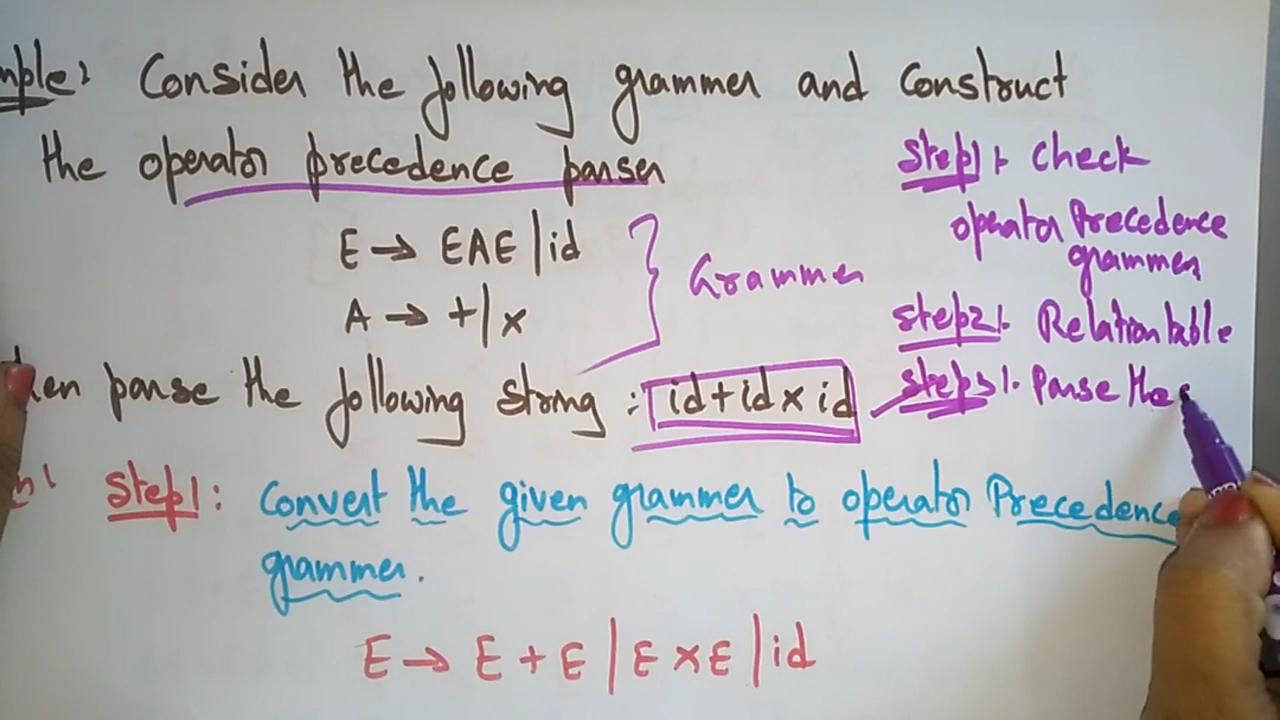 mple: Consider the following grammer and construct
the operator precedence parser
E → EAE | id
A → + | x
Grammer
Step1: Check
operator Precedence
grammer
Step2: Relation table
Step3: Parse the s
hen parse the following string : id+id x id
n: Step1: Convert the given grammer to operator Precedence
grammer.
E → E + E | E x E | id